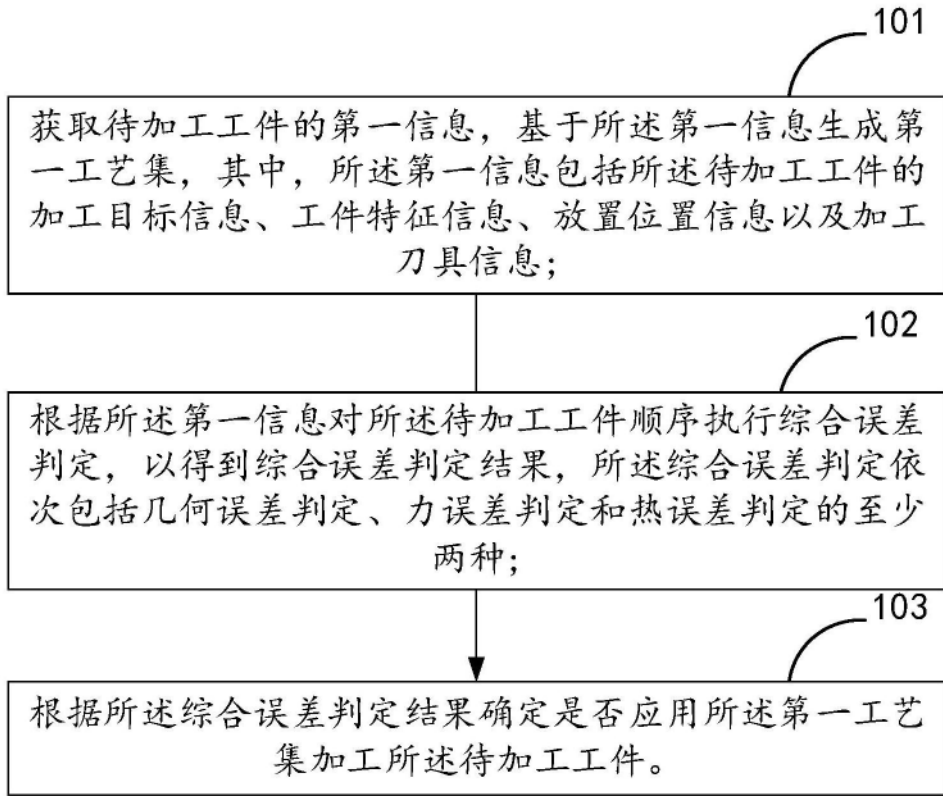 101
获取待加工工件的第一信息，基于所述第一信息生成第
一工艺集，其中，所述第一信息包括所述待加工工件的
加工目标信息、工件特征信息、放置位置信息以及加工
刀具信息；
102
根据所述第一信息对所述待加工工件顺序执行综合误差
判定，以得到综合误差判定结果，所述综合误差判定依
次包括几何误差判定、力误差判定和热误差判定的至少
两种；
103
根据所述综合误差判定结果确定是否应用所述第一工艺
集加工所述待加工工件。